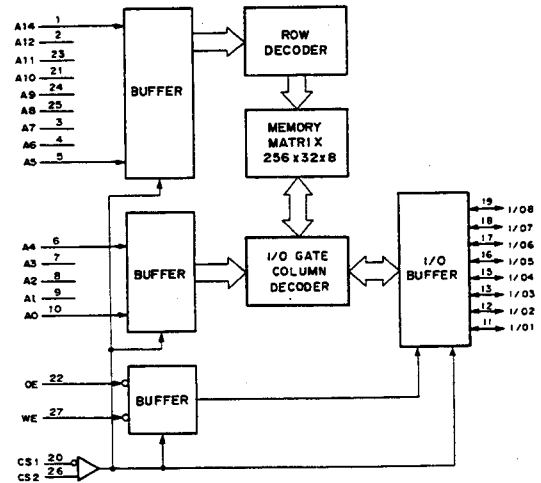 A14 1
A12 2
A11 23
A10 21
A9 24
A8 25
A7 3
A6 4
A5 5
BUFFER
ROW
DECODER
MEMORY
MATRIX
256 x 32 x 8
A4 6
A3 7
A2 8
A1 9
A0 10
BUFFER
I/O GATE
COLUMN
DECODER
I/O
BUFFER
19 I/O8
18 I/O7
17 I/O6
16 I/O5
15 I/O4
13 I/O3
12 I/O2
11 I/O1
OE 22
WE 27
BUFFER
CS1 20
CS2 26